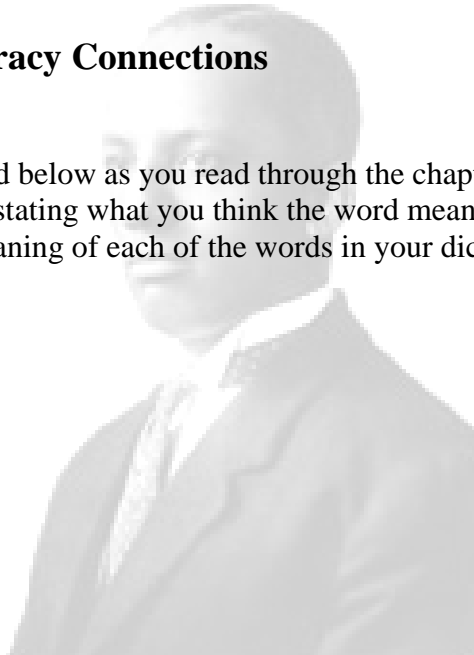 racy Connections
d below as you read through the chap
stating what you think the word mean
aning of each of the words in your dic